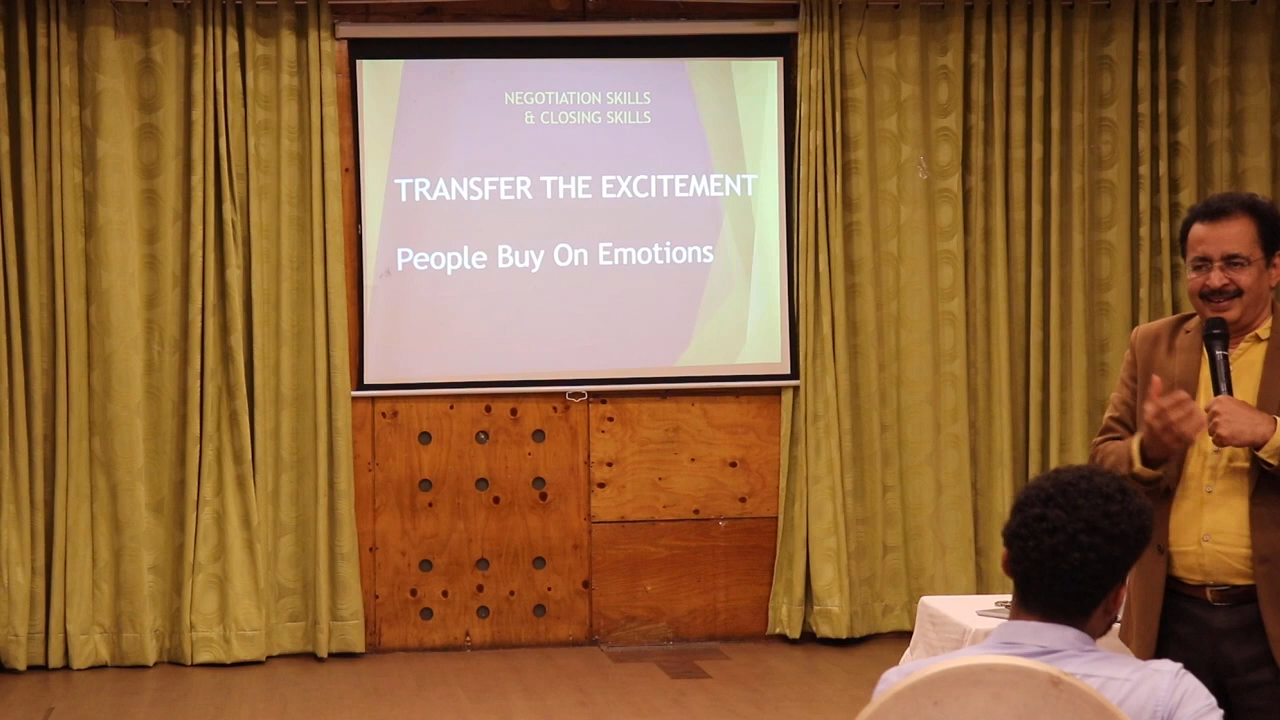 NEGOTIATION SKILLS
& CLOSING SKILLS
TRANSFER THE EXCITEMENT
People Buy On Emotions